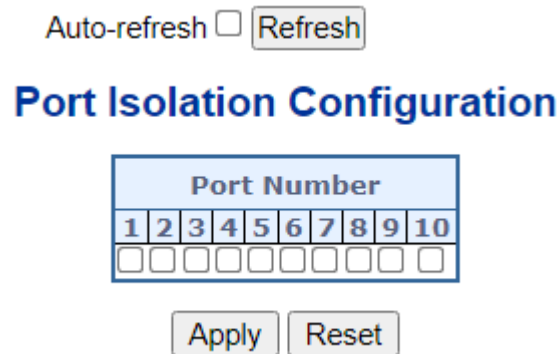 Auto-refresh Refresh
Port Isolation Configuration
Port Number
1 2 3 4 5 6 7 8 9 10
Apply Reset